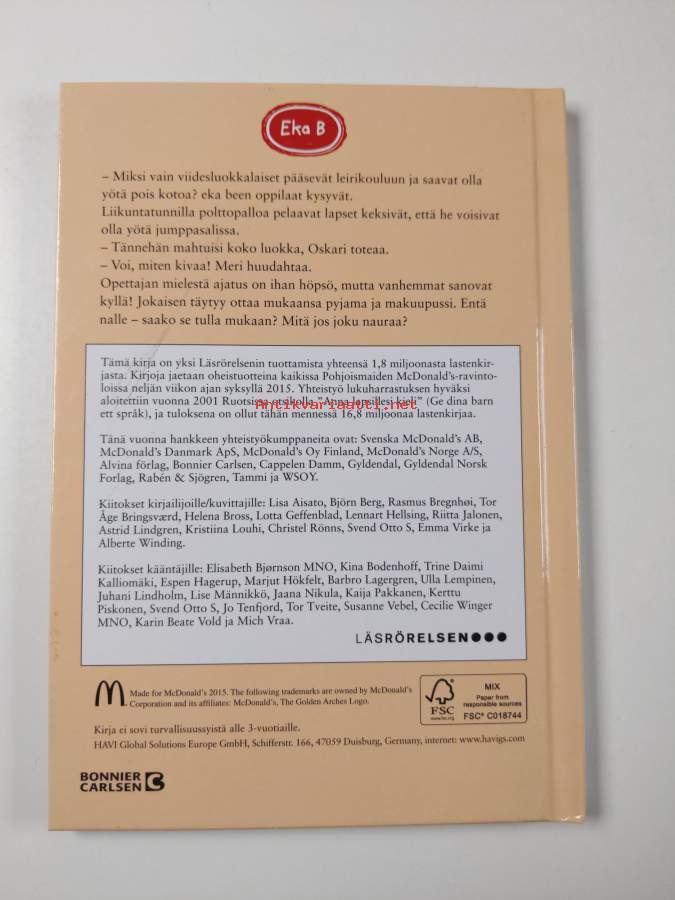 Eka B
– Miksi vain viidesluokkalaiset pääsevät leirikouluun ja saavat olla
yötä pois kotoa? eka been oppilaat kysyvät.
Liikuntatunnilla polttopalloa pelaavat lapset keksivät, että he voisivat
olla yötä jumppasalissa.
– Tännehän mahtuisi koko luokka, Oskari toteaa.
– Voi, miten kivaa! Meri huudahtaa.
Opettajan mielestä ajatus on ihan höpsö, mutta vanhemmat sanovat
kyllä! Jokaisen täytyy ottaa mukaansa pyjama ja makuupussi. Entä
nalle – saako se tulla mukaan? Mitä jos joku nauraa?
Tämä kirja on yksi Läsrörelsenin tuottamista yhteensä 1,8 miljoonasta lastenkir-
jasta. Kirjoja jaetaan oheistuotteina kaikissa Pohjoismaiden McDonald's-ravinto-
loissa neljän viikon ajan syksyllä 2015. Yhteistyö lukuharrastuksen hyväksi
aloitettiin vuonna 2001 Ruotsissa otsikolla "Anna lapsillesi kieli" (Ge dina barn
ett språk), ja tuloksena on ollut tähän mennessä 16,8 miljoonaa lastenkirjaa.
Antikvariaatti.net
Tänä vuonna hankkeen yhteistyökumppaneita ovat: Svenska McDonald's AB,
McDonald's Danmark ApS, McDonald's Oy Finland, McDonald's Norge A/S,
Alvina förlag, Bonnier Carlsen, Cappelen Damm, Gyldendal, Gyldendal Norsk
Forlag, Rabén & Sjögren, Tammi ja WSOY.
Kiitokset kirjailijoille/kuvittajille: Lisa Aisato, Björn Berg, Rasmus Bregnhøi, Tor
Åge Bringsværd, Helena Bross, Lotta Geffenblad, Lennart Hellsing, Riitta Jalonen,
Astrid Lindgren, Kristiina Louhi, Christel Rönns, Svend Otto S, Emma Virke ja
Alberte Winding.
Kiitokset kääntäjille: Elisabeth Bjørnson MNO, Kina Bodenhoff, Trine Daimi
Kalliomäki, Espen Hagerup, Marjut Hökfelt, Barbro Lagergren, Ulla Lempinen,
Juhani Lindholm, Lise Männikkö, Jaana Nikula, Kaija Pakkanen, Kerttu
Piskonen, Svend Otto S, Jo Tenfjord, Tor Tveite, Susanne Vebel, Cecilie Winger
MNO, Karin Beate Vold ja Mich Vraa.
LÄSRÖRELSEN
Made for McDonald's 2015. The following trademarks are owned by McDonald's
Corporation and its affiliates: McDonald's, The Golden Arches Logo.
FSC
www.fsc.org
MIX
Paper from
responsible sources
FSC® C018744
Kirja ei sovi turvallisuussyistä alle 3-vuotiaille.
HAVI Global Solutions Europe GmbH, Schifferstr. 166, 47059 Duisburg, Germany, internet: www.havigs.com
BONNIER
CARLSEN